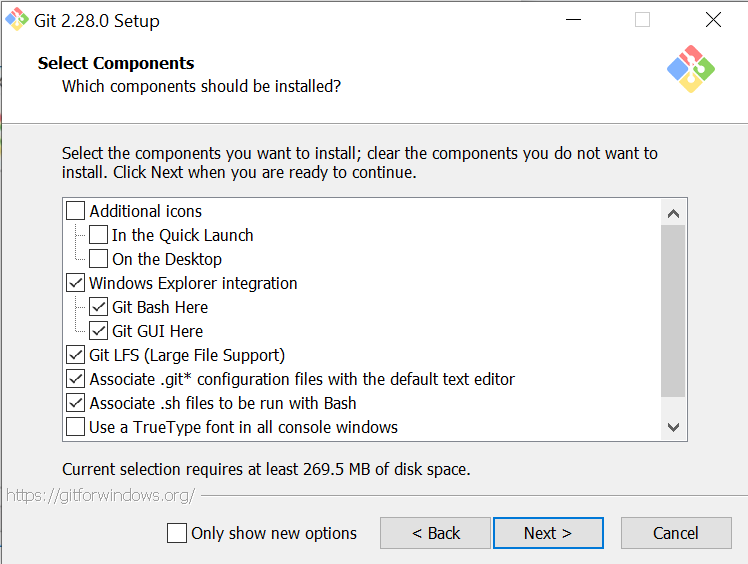 Git 2.28.0 Setup
Select Components
Which components should be installed?
Select the components you want to install; clear the components you do not want to
install. Click Next when you are ready to continue.
Additional icons
In the Quick Launch
On the Desktop
Windows Explorer integration
Git Bash Here
Git GUI Here
Git LFS (Large File Support)
Associate .git* configuration files with the default text editor
Associate .sh files to be run with Bash
Use a TrueType font in all console windows
Current selection requires at least 269.5 MB of disk space.
https://gitforwindows.org/
Only show new options
< Back
Next >
Cancel